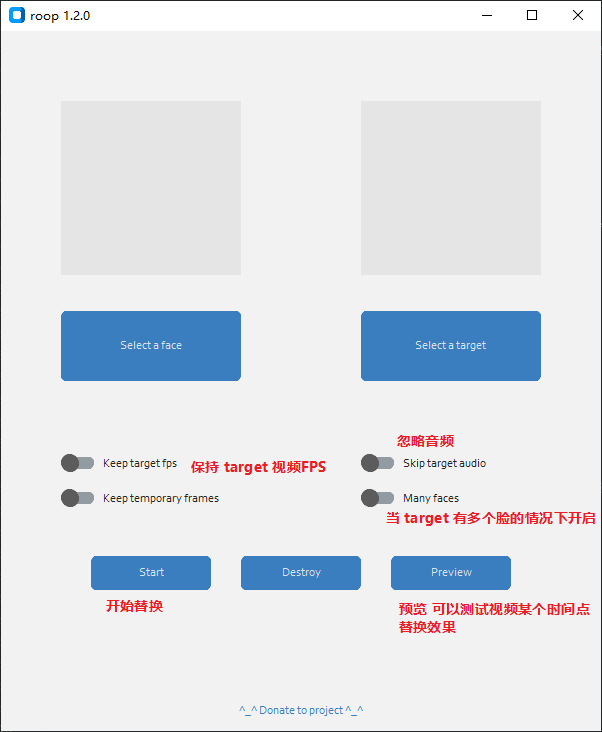 roop 1.2.0
Select a face
Select a target
忽略音频
Keep target fps
保持 target 视频FPS
Skip target audio
Keep temporary frames
Many faces
当 target 有多个脸的情况下开启
Start
Destroy
Preview
开始替换
预览 可以测试视频某个时间点
替换效果
^_^ Donate to project ^_^